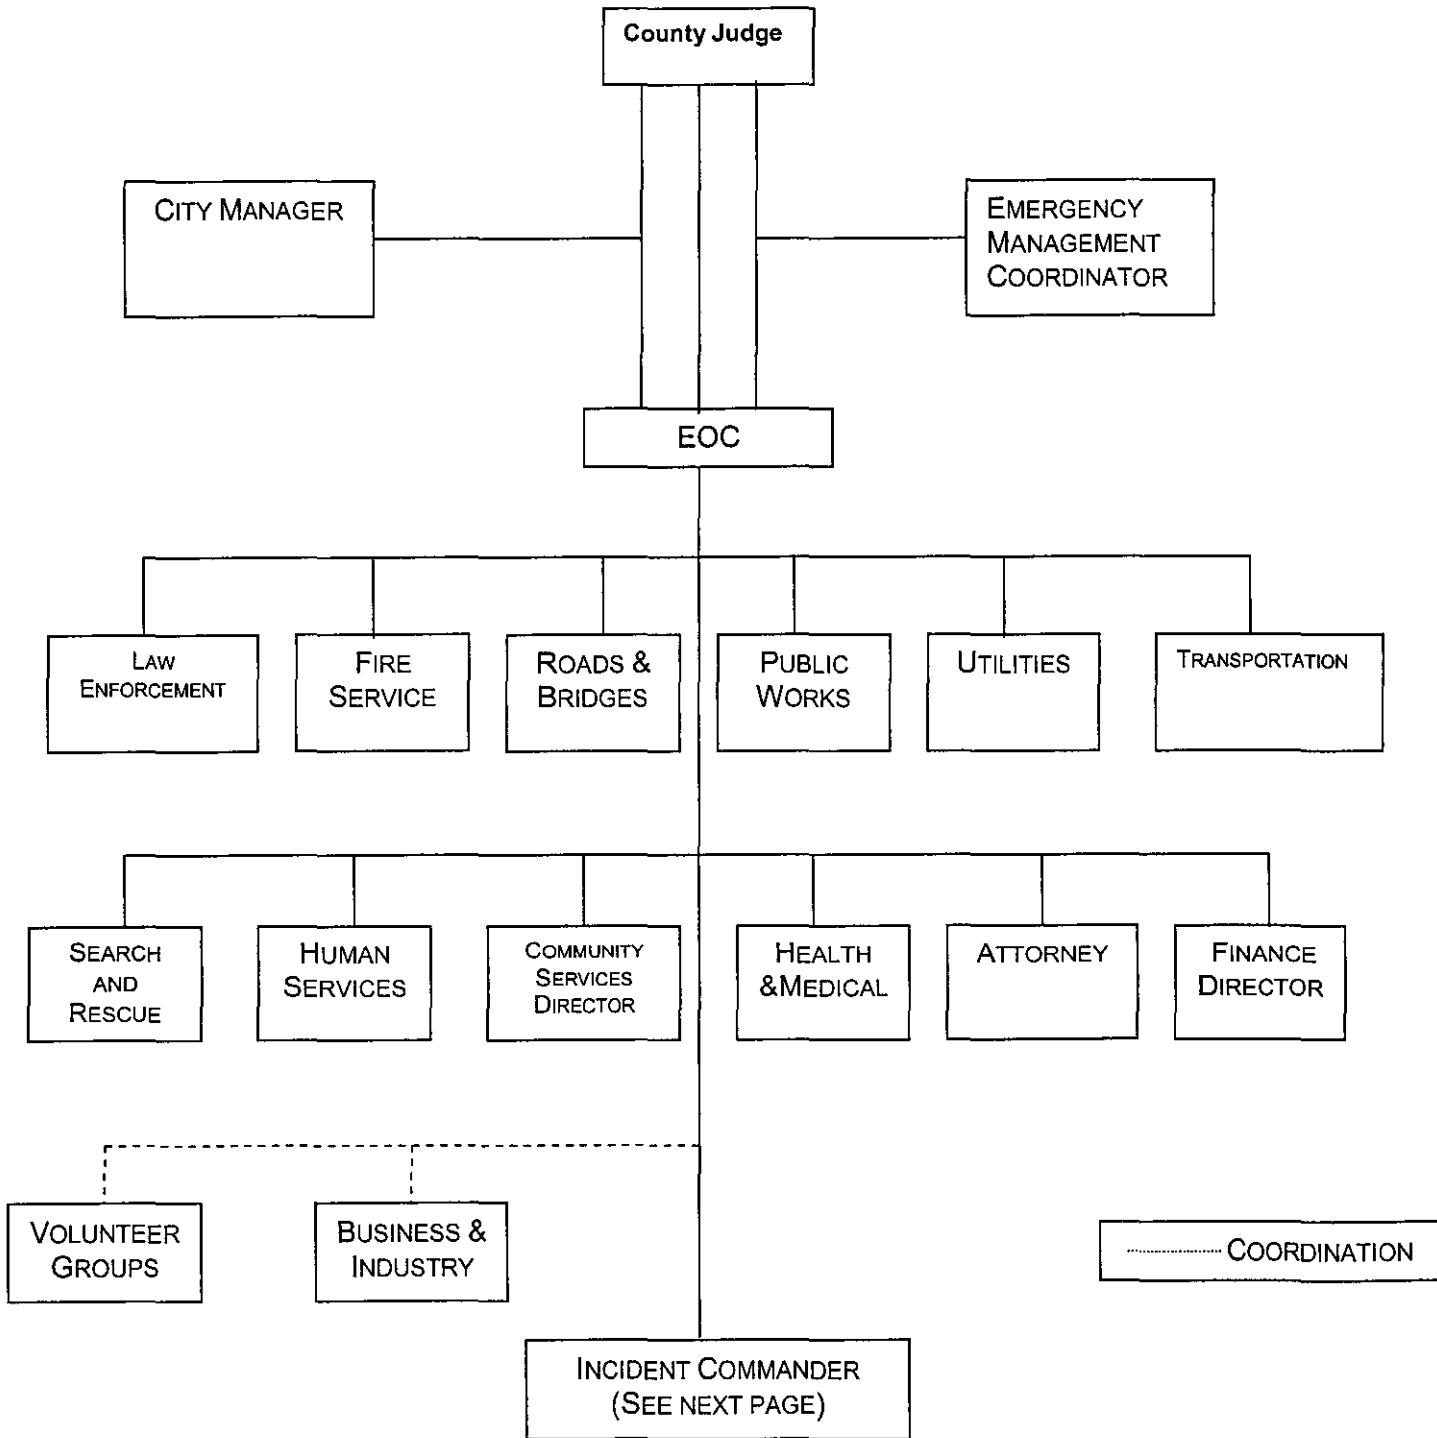 County Judge
CITY MANAGER
EMERGENCY
MANAGEMENT
COORDINATOR
EOC
LAW
ENFORCEMENT
FIRE
SERVICE
ROADS &
BRIDGES
PUBLIC
WORKS
UTILITIES
TRANSPORTATION
SEARCH
AND
RESCUE
HUMAN
SERVICES
COMMUNITY
SERVICES
DIRECTOR
HEALTH
&MEDICAL
ATTORNEY
FINANCE
DIRECTOR
VOLUNTEER
GROUPS
BUSINESS &
INDUSTRY
COORDINATION
INCIDENT COMMANDER
(SEE NEXT PAGE)